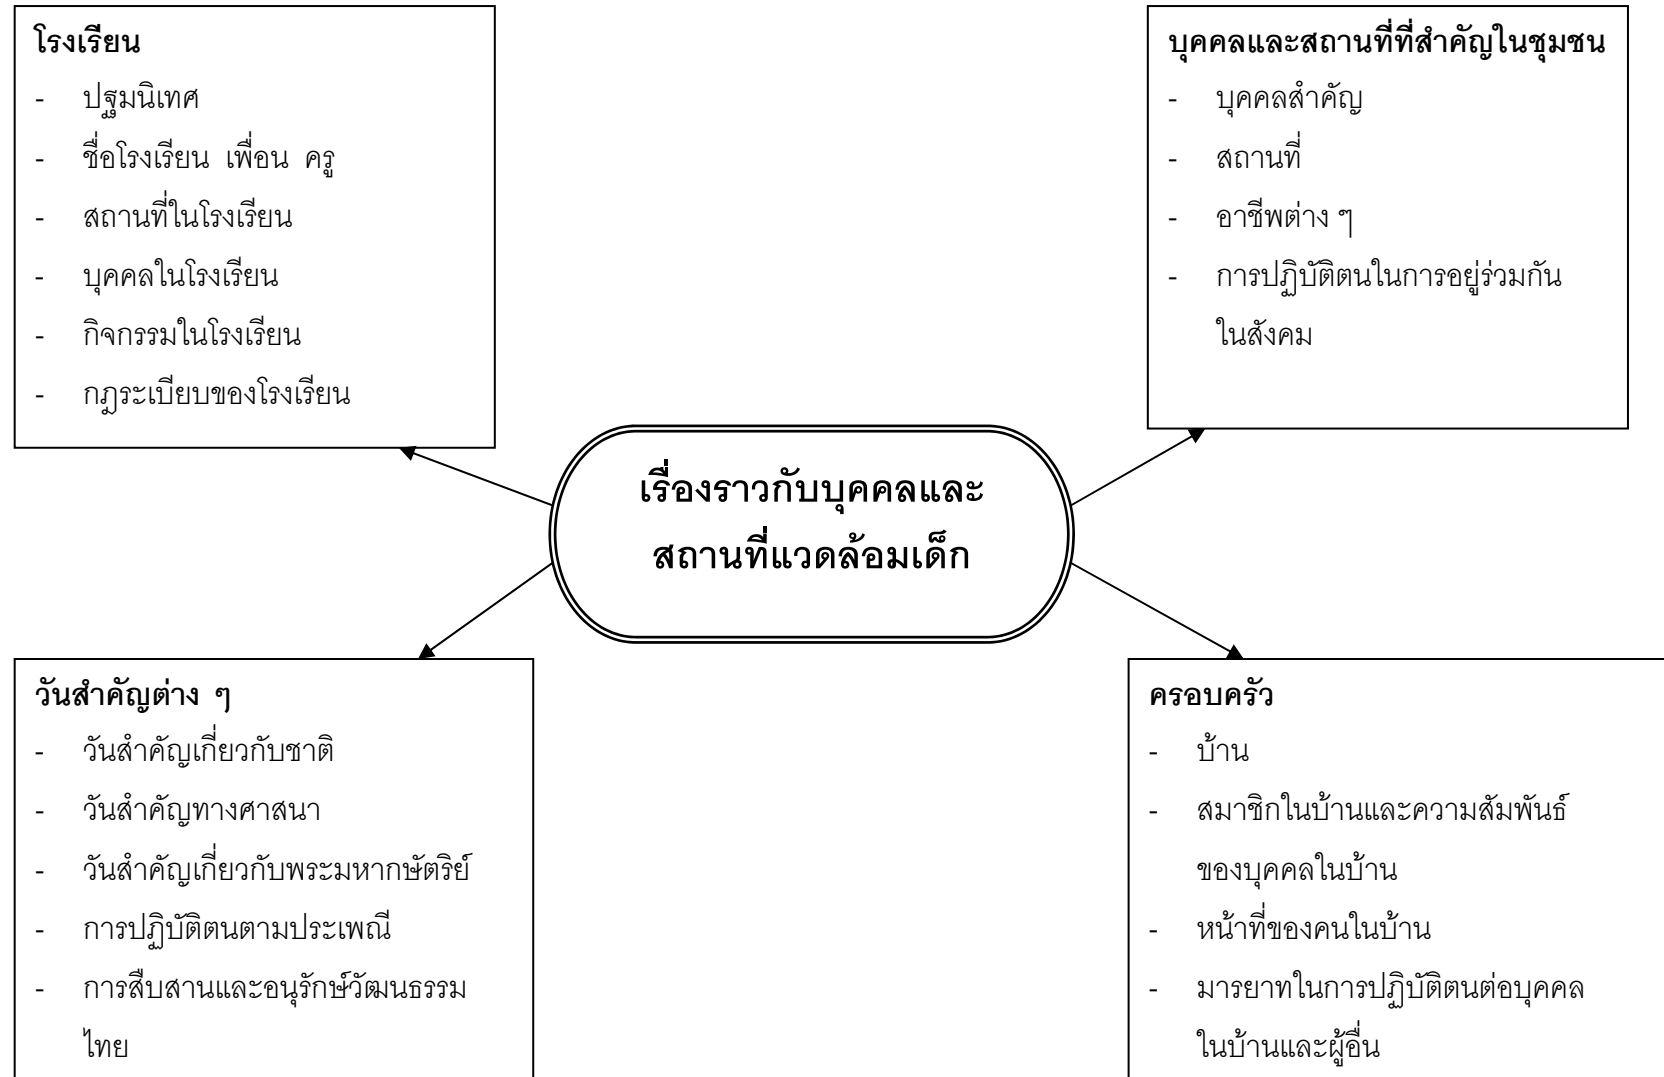 โรงเรียน
- ปฐมนิเทศ
- ชื่อโรงเรียน เพื่อน ครู
- สถานที่ในโรงเรียน
- บุคคลในโรงเรียน
- กิจกรรมในโรงเรียน
- กฎระเบียบของโรงเรียน
บุคคลและสถานที่ที่สำคัญในชุมชน
- บุคคลสำคัญ
- สถานที่
- อาชีพต่าง ๆ
- การปฏิบัติตนในการอยู่ร่วมกัน
ในสังคม
เรื่องราวกับบุคคลและ
สถานที่แวดล้อมเด็ก
วันสำคัญต่าง ๆ
- วันสำคัญเกี่ยวกับชาติ
- วันสำคัญทางศาสนา
- วันสำคัญเกี่ยวกับพระมหากษัตริย์
- การปฏิบัติตนตามประเพณี
- การสืบสานและอนุรักษ์วัฒนธรรม
ไทย
ครอบครัว
- บ้าน
- สมาชิกในบ้านและความสัมพันธ์
ของบุคคลในบ้าน
- หน้าที่ของคนในบ้าน
- มารยาทในการปฏิบัติตนต่อบุคคล
ในบ้านและผู้อื่น